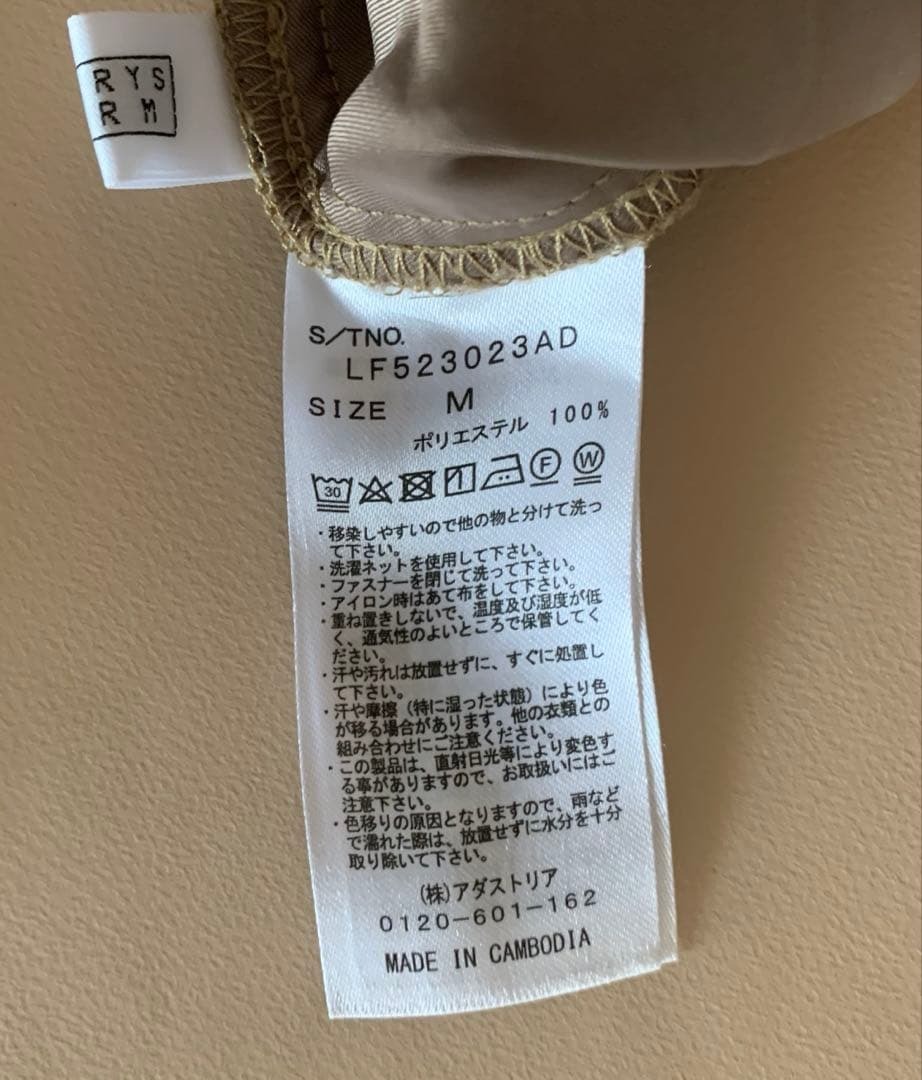 RYS
RM
S/TNO.
LF523023AD
SIZE M
ポリエステル 100%
30 F W
・移染しやすいので他の物と分けて洗っ
て下さい。
・洗濯ネットを使用して下さい。
・ファスナーを閉じて洗って下さい。
・アイロン時はあて布をして下さい。
・重ね置きしないで、温度及び湿度が低
く、通気性のよいところで保管してく
ださい。
・汗や汚れは放置せずに、すぐに処置し
て下さい。
・汗や摩擦（特に湿った状態）により色
が移る場合があります。他の衣類との
組み合わせにご注意ください。
・この製品は、直射日光等により変色す
る事がありますので、お取扱いにはご
注意下さい。
・色移りの原因となりますので、雨など
で濡れた際は、放置せずに水分を十分
取り除いて下さい。
(株)アダストリア
0120-601-162
MADE IN CAMBODIA